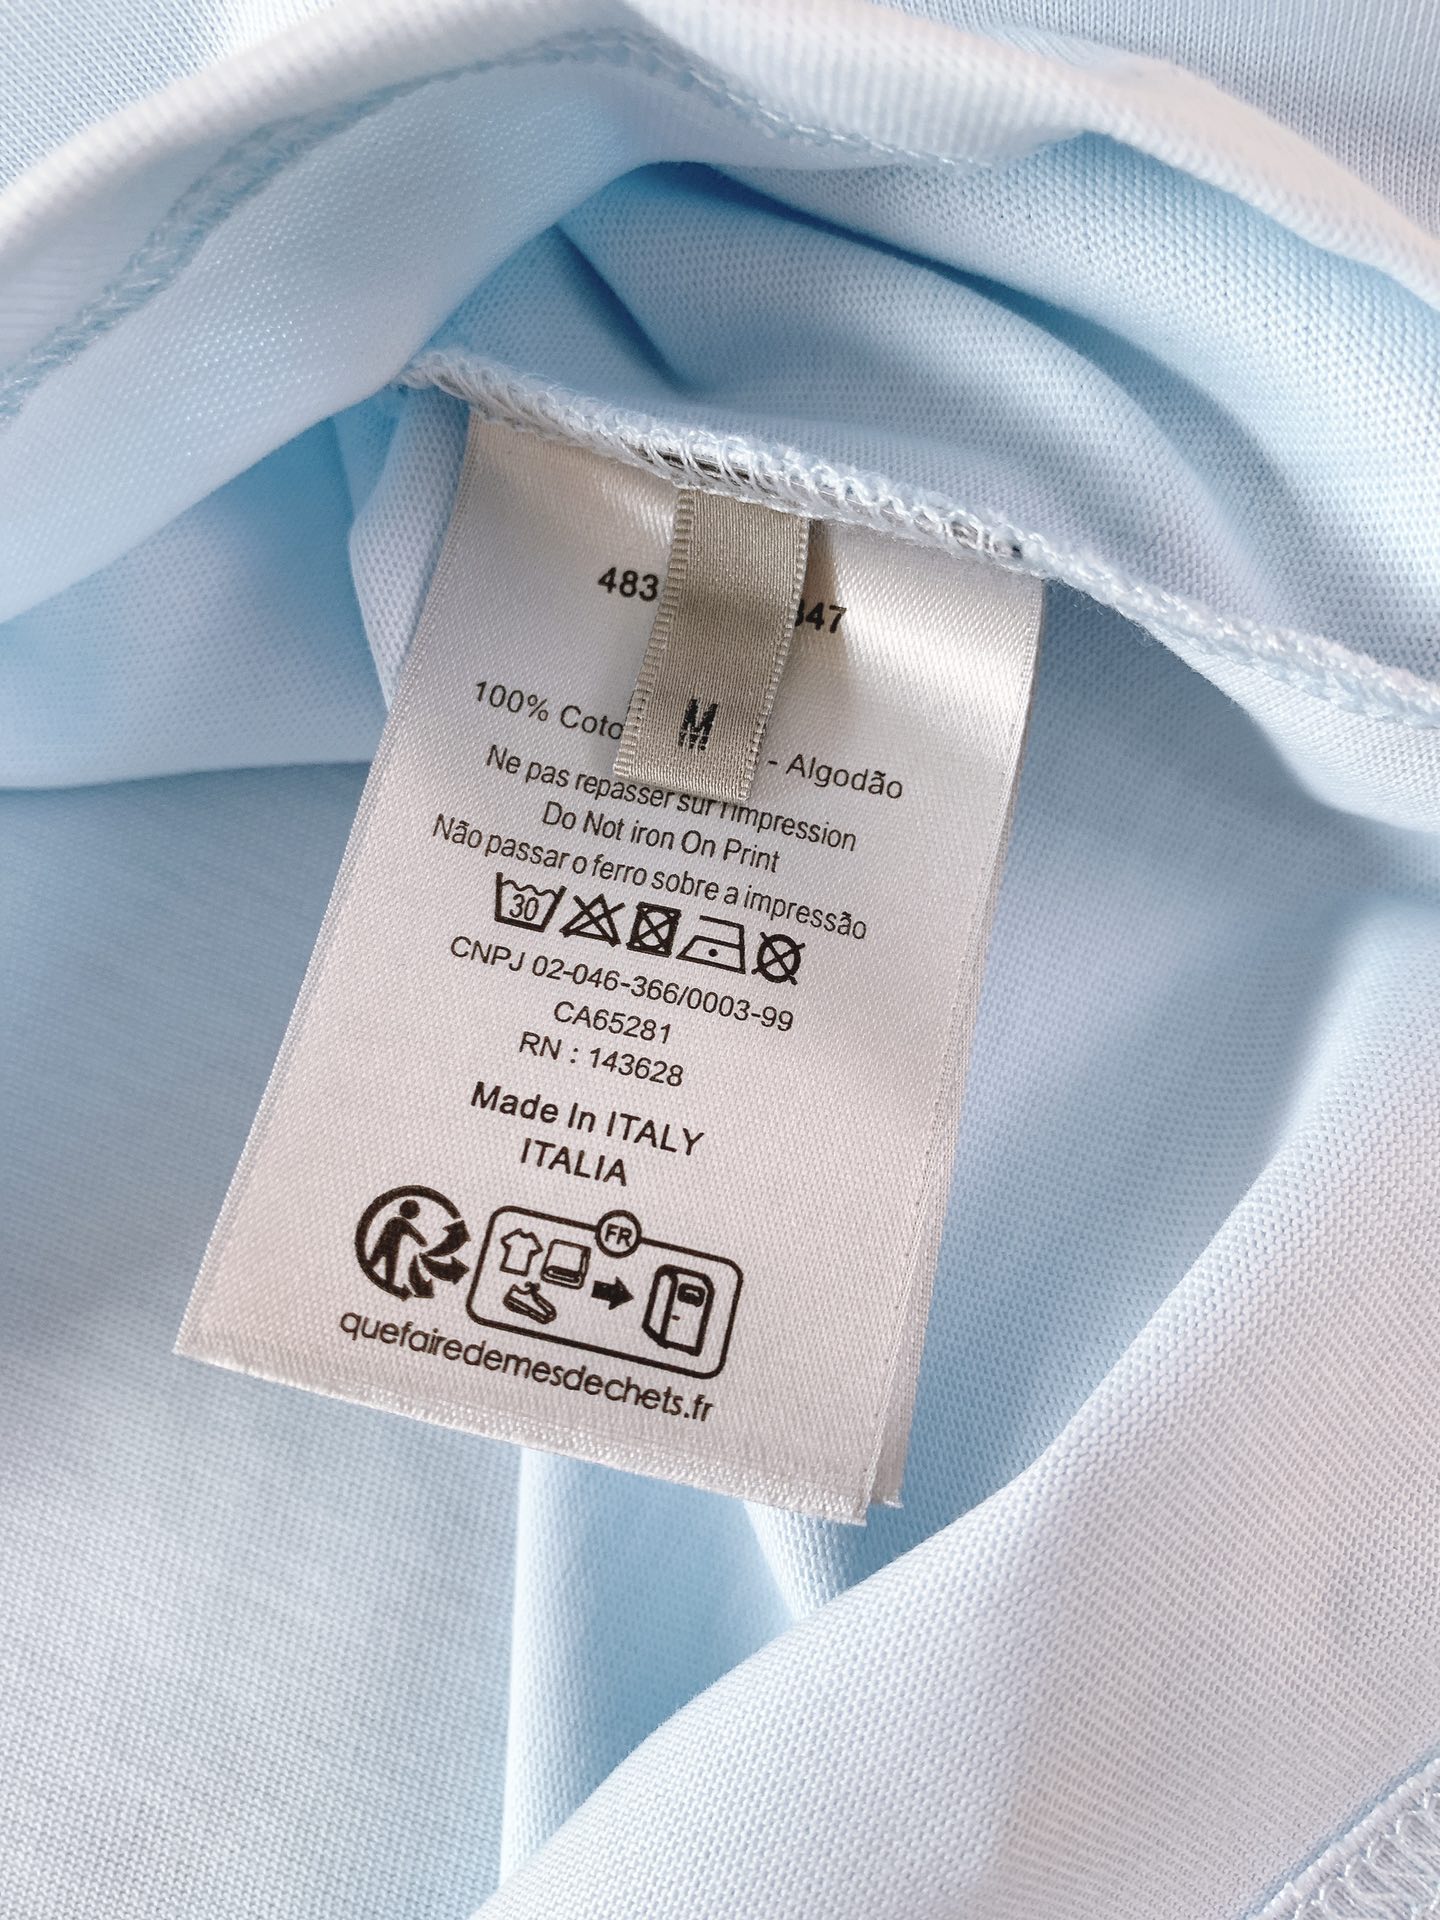 483 847
100% Coto - Algodão
M
Ne pas repasser sur l'impression
Do Not iron On Print
Não passar o ferro sobre a impressão
30
CNPJ 02-046-366/0003-99
CA65281
RN : 143628
Made In ITALY
ITALIA
FR
quefairedemesdechets.fr